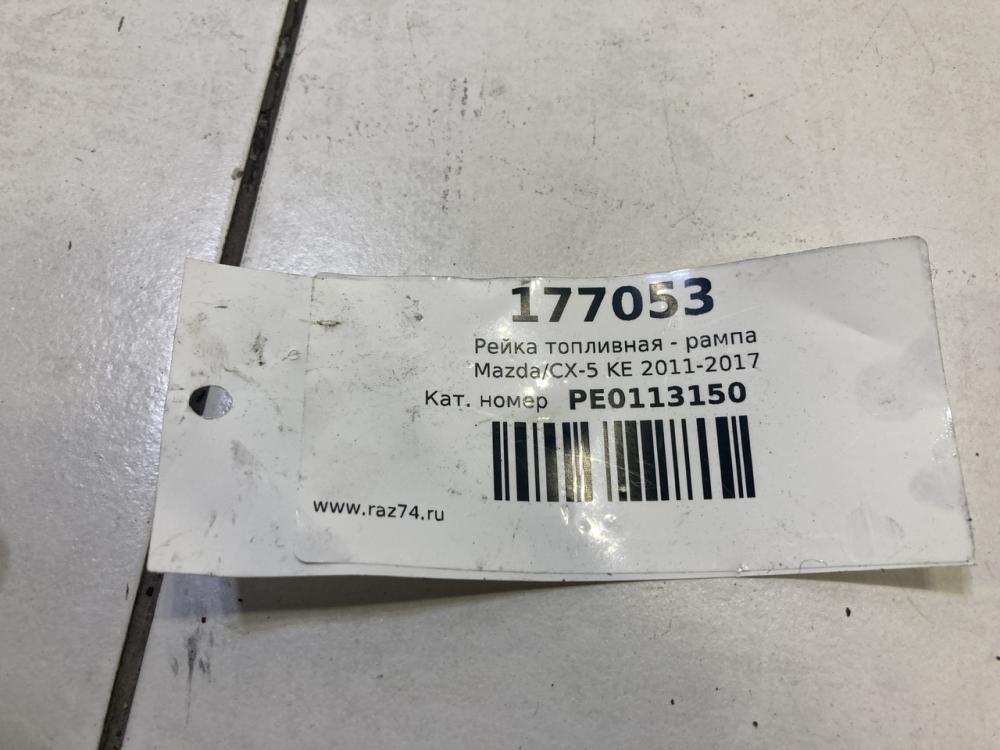 177053
Рейка топливная - рампа
Mazda/CX-5 KE 2011-2017
Кат. номер PE0113150
www.raz74.ru